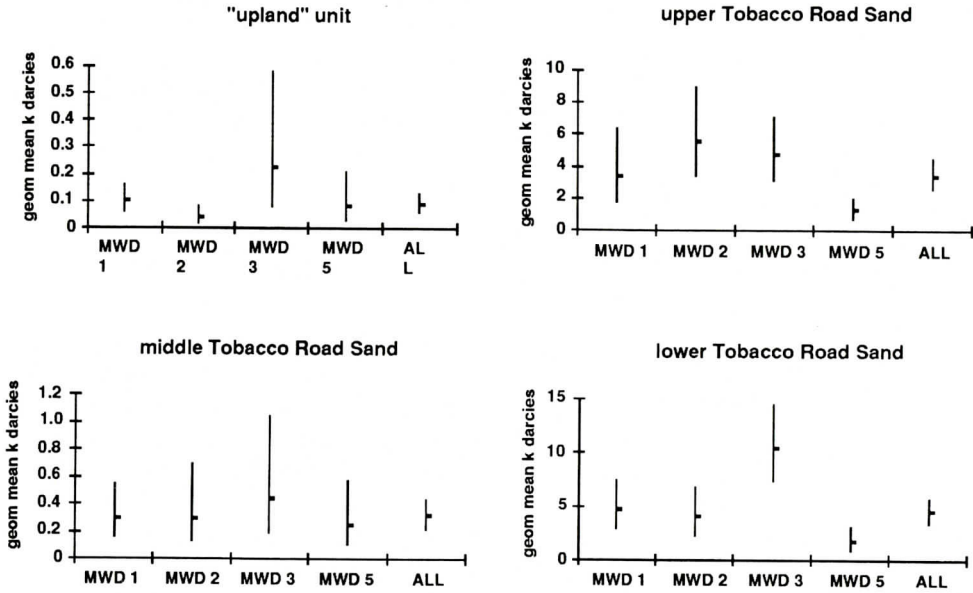 "upland" unit
geom mean k darcies
0.6
0.5
0.4
0.3
0.2
0.1
0
MWD 1
MWD 2
MWD 3
MWD 5
AL L
upper Tobacco Road Sand
geom mean k darcies
10
8
6
4
2
0
MWD 1
MWD 2
MWD 3
MWD 5
ALL
middle Tobacco Road Sand
geom mean k darcies
1.2
1.0
0.8
0.6
0.4
0.2
0
MWD 1
MWD 2
MWD 3
MWD 5
ALL
lower Tobacco Road Sand
geom mean k darcies
15
10
5
0
MWD 1
MWD 2
MWD 3
MWD 5
ALL